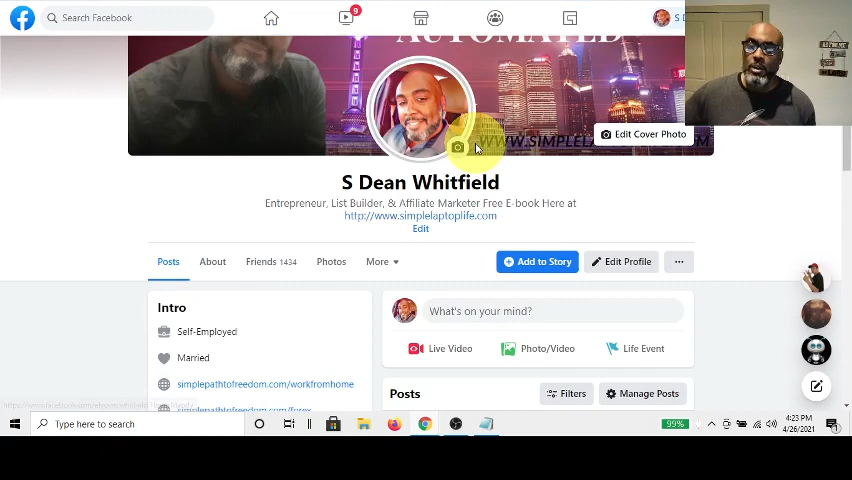 Search Facebook
9
S D
AUTOMATED
Edit Cover Photo
S Dean Whitfield
Entrepreneur, List Builder, & Affiliate Marketer Free E-book Here at
http://www.simplelaptoplife.com
Edit
Posts
About
Friends 1434
Photos
More
Add to Story
Edit Profile
...
Intro
Self-Employed
Married
simplepathtofreedom.com/workfromhome
simplepathtofreedom.com/forex
What's on your mind?
Live Video
Photo/Video
Life Event
Posts
Filters
Manage Posts
Type here to search
99%
4:23 PM
4/26/2021
1